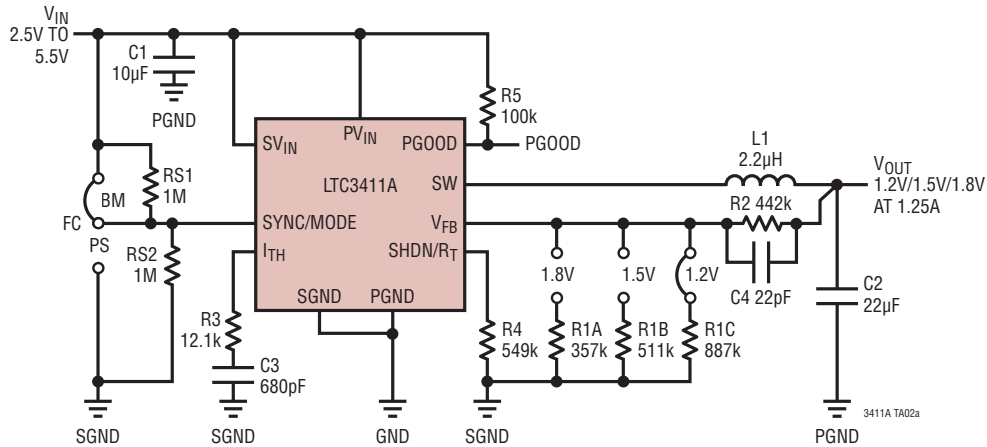 VIN
2.5V TO
5.5V
C1
10µF
PGND
R5
100k
SVIN
PVIN
PGOOD
PGOOD
LTC3411A
SW
L1
2.2µH
VOUT
1.2V/1.5V/1.8V
AT 1.25A
RS1
1M
BM
FC
PS
SYNC/MODE
VFB
R2 442k
C4 22pF
RS2
1M
ITH
SHDN/RT
SGND
PGND
1.8V
1.5V
1.2V
C2
22µF
R3
12.1k
R4
549k
R1A
357k
R1B
511k
R1C
887k
C3
680pF
SGND
SGND
GND
SGND
PGND
3411A TA02a